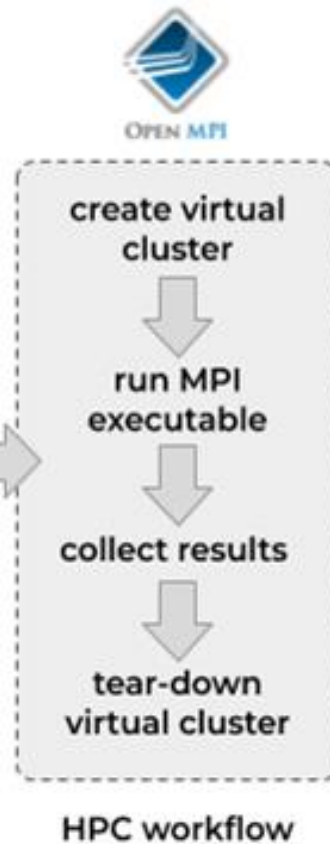 OPEN MPI
create virtual
cluster
run MPI
executable
collect results
tear-down
virtual cluster
HPC workflow